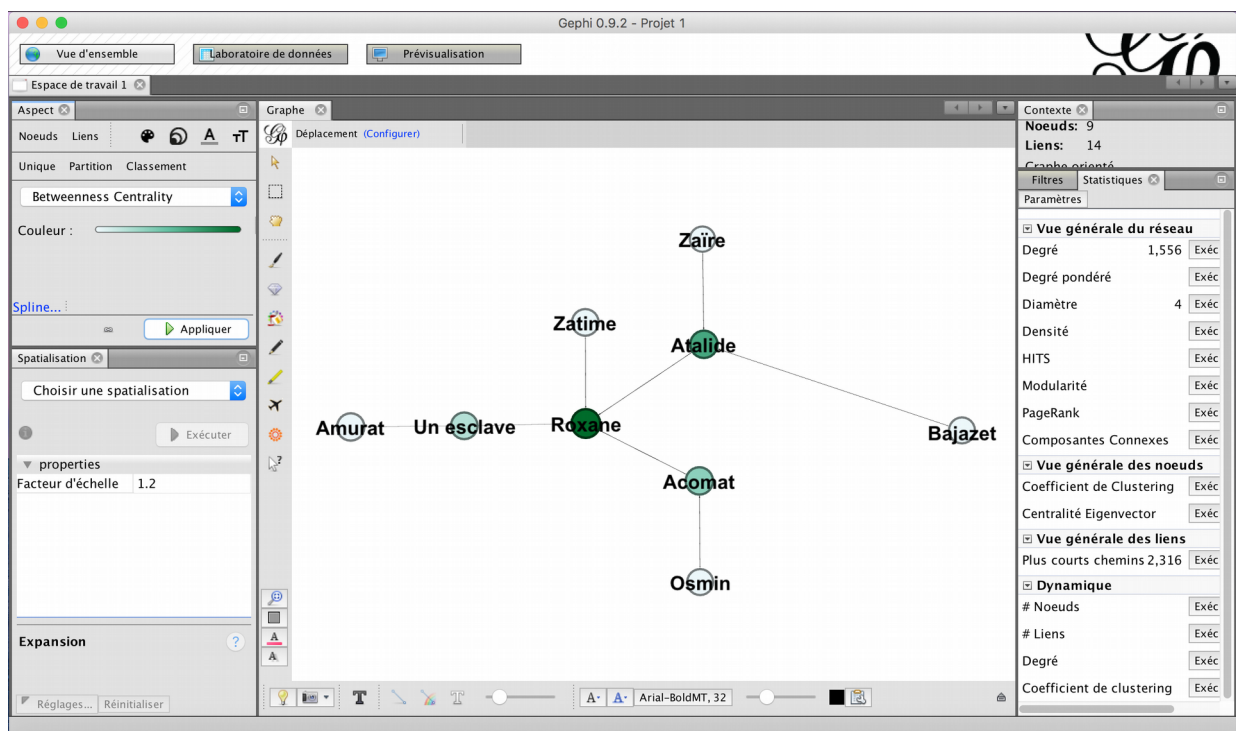 Gephi 0.9.2 - Projet 1
Vue d'ensemble
Laboratoire de données
Prévisualisation
Espace de travail 1
Aspect
Noeuds Liens
A
TT
Unique Partition Classement
Betweenness Centrality
Couleur :
Spline...
Appliquer
Spatialisation
Choisir une spatialisation
Exécuter
properties
Facteur d'échelle 1.2
Expansion
?
Réglages... Réinitialiser
Graphe
Déplacement (Configurer)
Zaïre
Zatime
Atalide
Amurat Un esclave Roxane Bajazet
Acomat
Osmin
A
A
T
T
A- A- Arial-BoldMT, 32
Contexte
Noeuds: 9
Liens: 14
Graphe orienté
Filtres Statistiques
Paramètres
Vue générale du réseau
Degré 1,556 Exéc
Degré pondéré Exéc
Diamètre 4 Exéc
Densité Exéc
HITS Exéc
Modularité Exéc
PageRank Exéc
Composantes Connexes Exéc
Vue générale des noeuds
Coefficient de Clustering Exéc
Centralité Eigenvector Exéc
Vue générale des liens
Plus courts chemins 2,316 Exéc
Dynamique
# Noeuds Exéc
# Liens Exéc
Degré Exéc
Coefficient de clustering Exéc